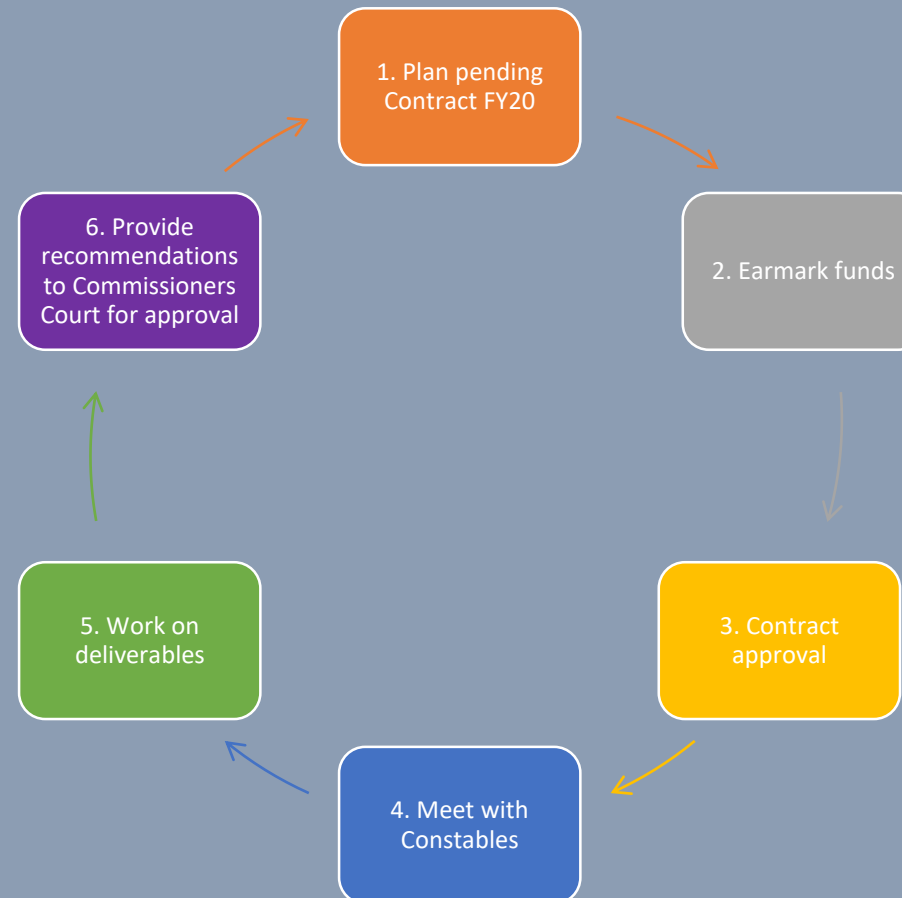 1. Plan pending
Contract FY20
2. Earmark funds
3. Contract
approval
4. Meet with
Constables
5. Work on
deliverables
6. Provide
recommendations
to Commissioners
Court for approval